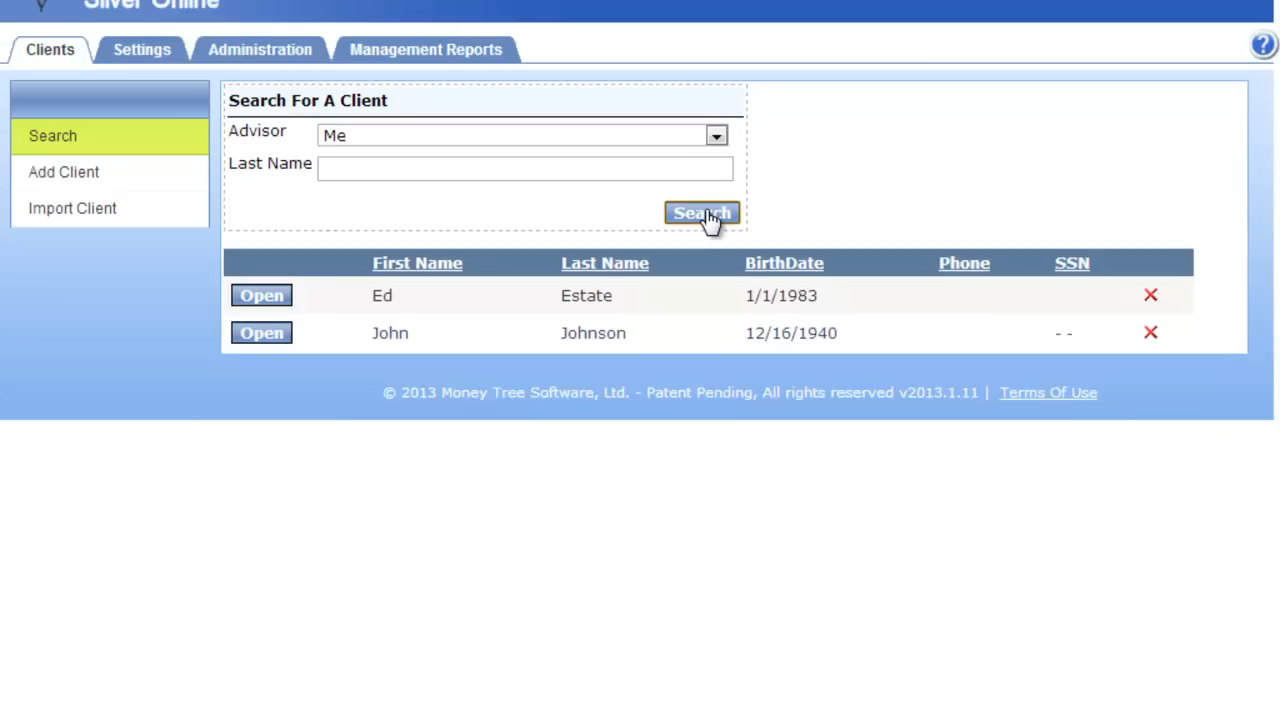 Silver Online
Clients Settings Administration Management Reports
Search For A Client
Advisor Me
Last Name
Search
Add Client
Import Client
Search
First Name Last Name BirthDate Phone SSN
Open Ed Estate 1/1/1983
Open John Johnson 12/16/1940 - -
© 2013 Money Tree Software, Ltd. - Patent Pending, All rights reserved v2013.1.11 | Terms Of Use